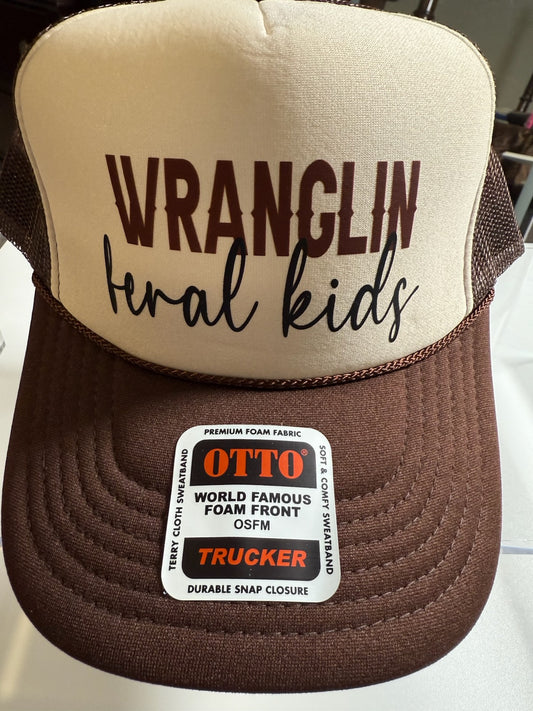 WRANGLIN
feral kids
PREMIUM FOAM FABRIC
TERRY CLOTH SWEATBAND
OTTO®
WORLD FAMOUS
FOAM FRONT
OSFM
TRUCKER
SOFT & COMFY SWEATBAND
DURABLE SNAP CLOSURE